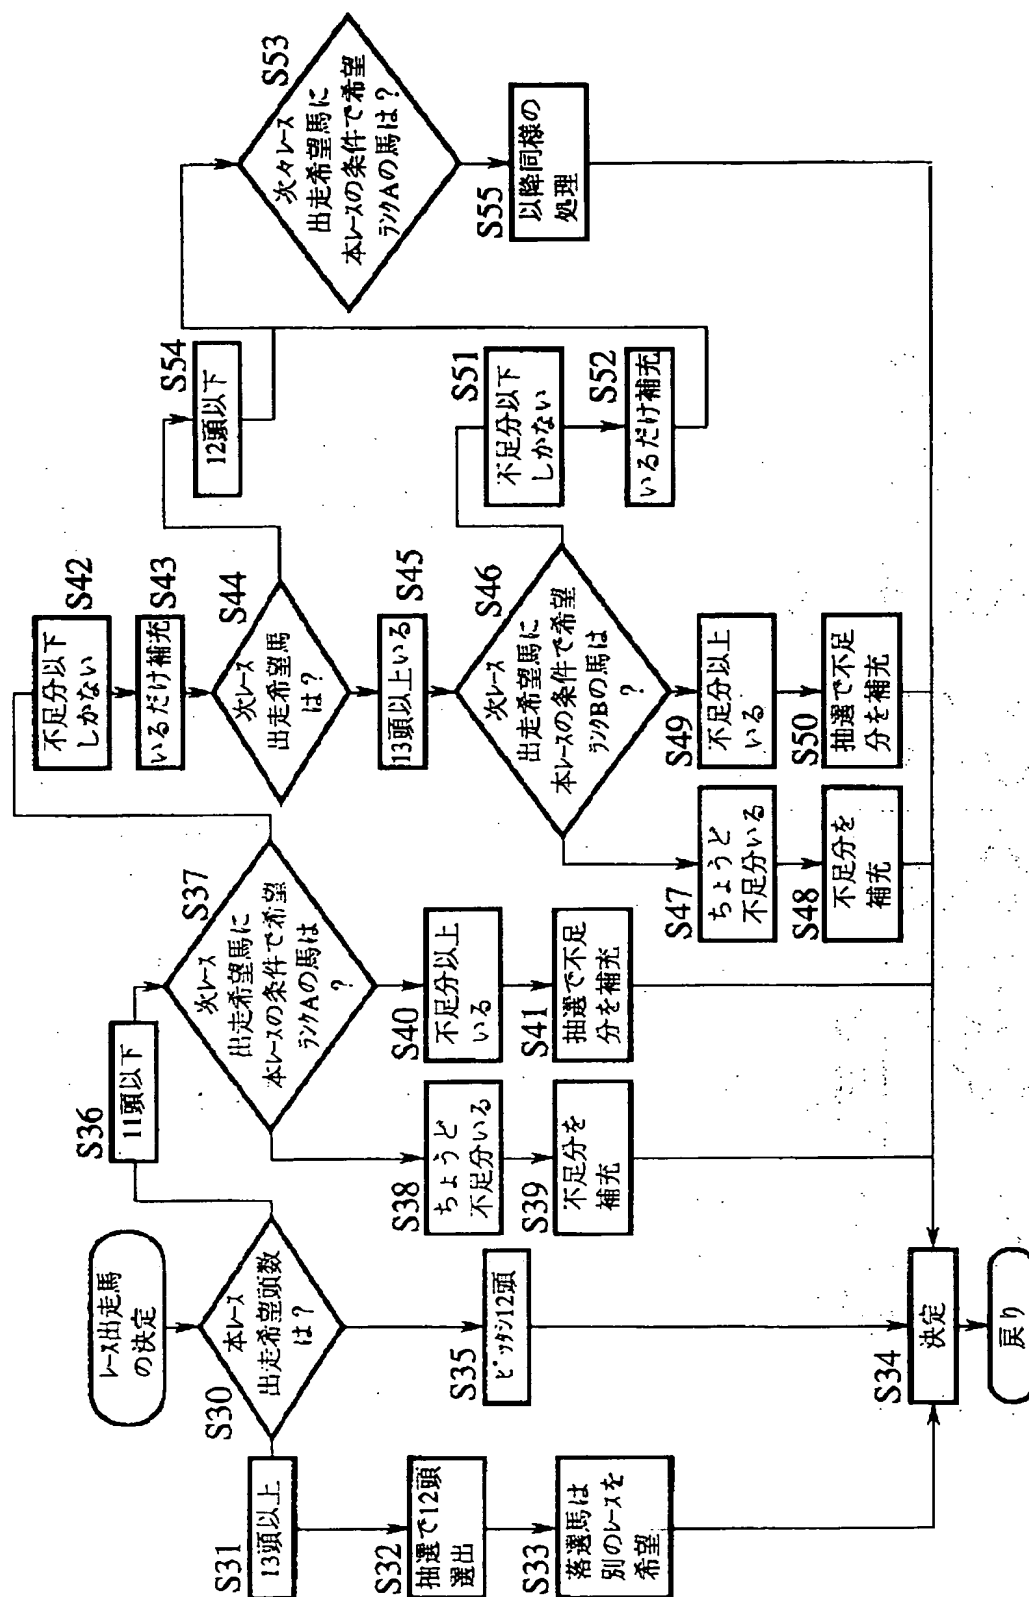 レース出走馬
の決定
S30
本レース
出走希望頭数
は?
S31
13頭以上
S32
抽選で12頭
選出
S33
落選馬は
別のレースを
希望
S35
ピッタシ12頭
S34
決定
戻り
S36
11頭以下
S37
次レース
出走希望馬に
本レースの条件で希望
ランクAの馬は
?
S38
ちょうど
不足分いる
S39
不足分を
補充
S40
不足分以上
いる
S41
抽選で不足
分を補充
S42
不足分以下
しかない
S43
いるだけ補充
S44
次レース
出走希望馬
は?
S45
13頭以上いる
S46
次レース
出走希望馬に
本レースの条件で希望
ランクBの馬は
?
S47
ちょうど
不足分いる
S48
不足分を
補充
S49
不足分以上
いる
S50
抽選で不足
分を補充
S51
不足分以下
しかない
S52
いるだけ補充
S54
12頭以下
S53
次々レース
出走希望馬に
本レースの条件で希望
ランクAの馬は?
S55
以降同様の
処理